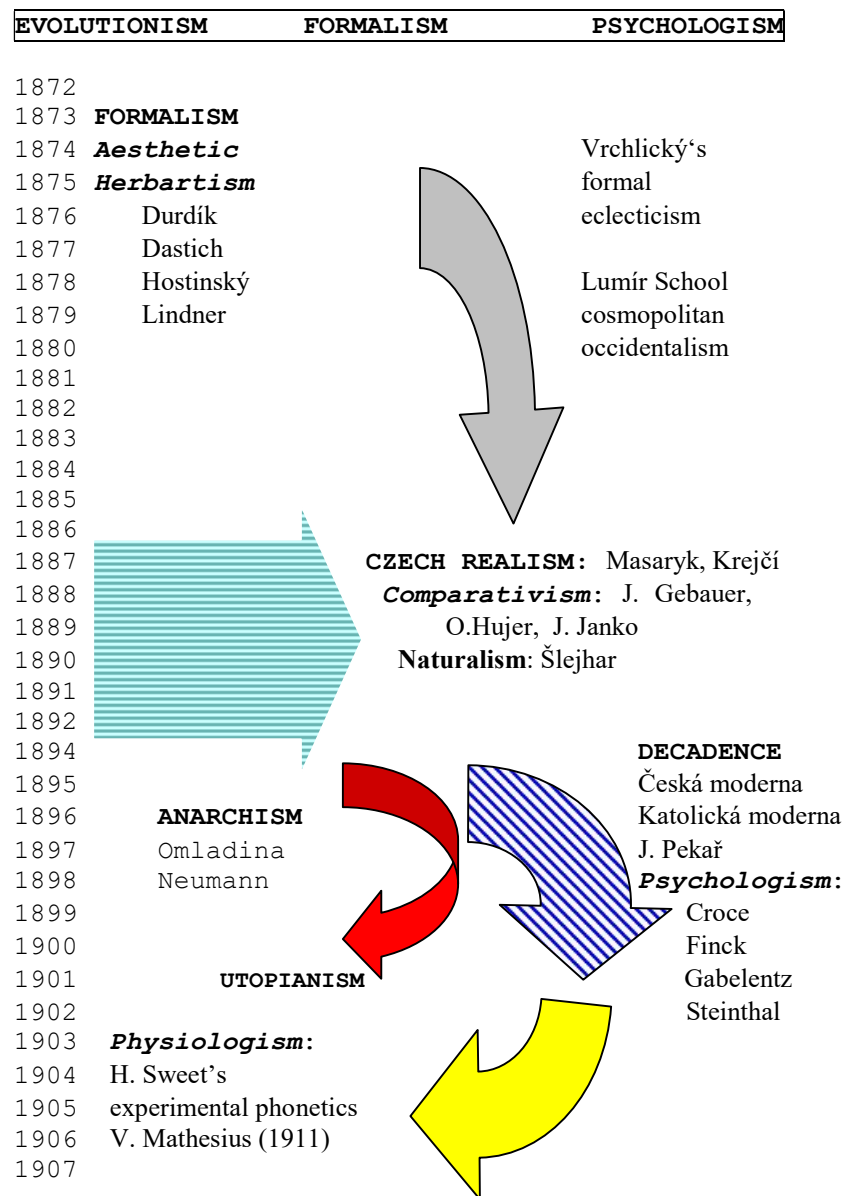 EVOLUTIONISM FORMALISM PSYCHOLOGISM
1872
1873 FORMALISM
1874 Aesthetic Vrchlický‘s
1875 Herbartism formal
1876 Durdík eclecticism
1877 Dastich
1878 Hostinský Lumír School
1879 Lindner cosmopolitan
1880 occidentalism
1881
1882
1883
1884
1885
1886
1887 CZECH REALISM: Masaryk, Krejčí
1888 Comparativism: J. Gebauer,
1889 O.Hujer, J. Janko
1890 Naturalism: Šlejhar
1891
1892
1894 DECADENCE
1895 Česká moderna
1896 ANARCHISM Katolická moderna
1897 Omladina J. Pekař
1898 Neumann Psychologism:
1899 Croce
1900 Finck
1901 UTOPIANISM Gabelentz
1902 Steinthal
1903 Physiologism:
1904 H. Sweet’s
1905 experimental phonetics
1906 V. Mathesius (1911)
1907